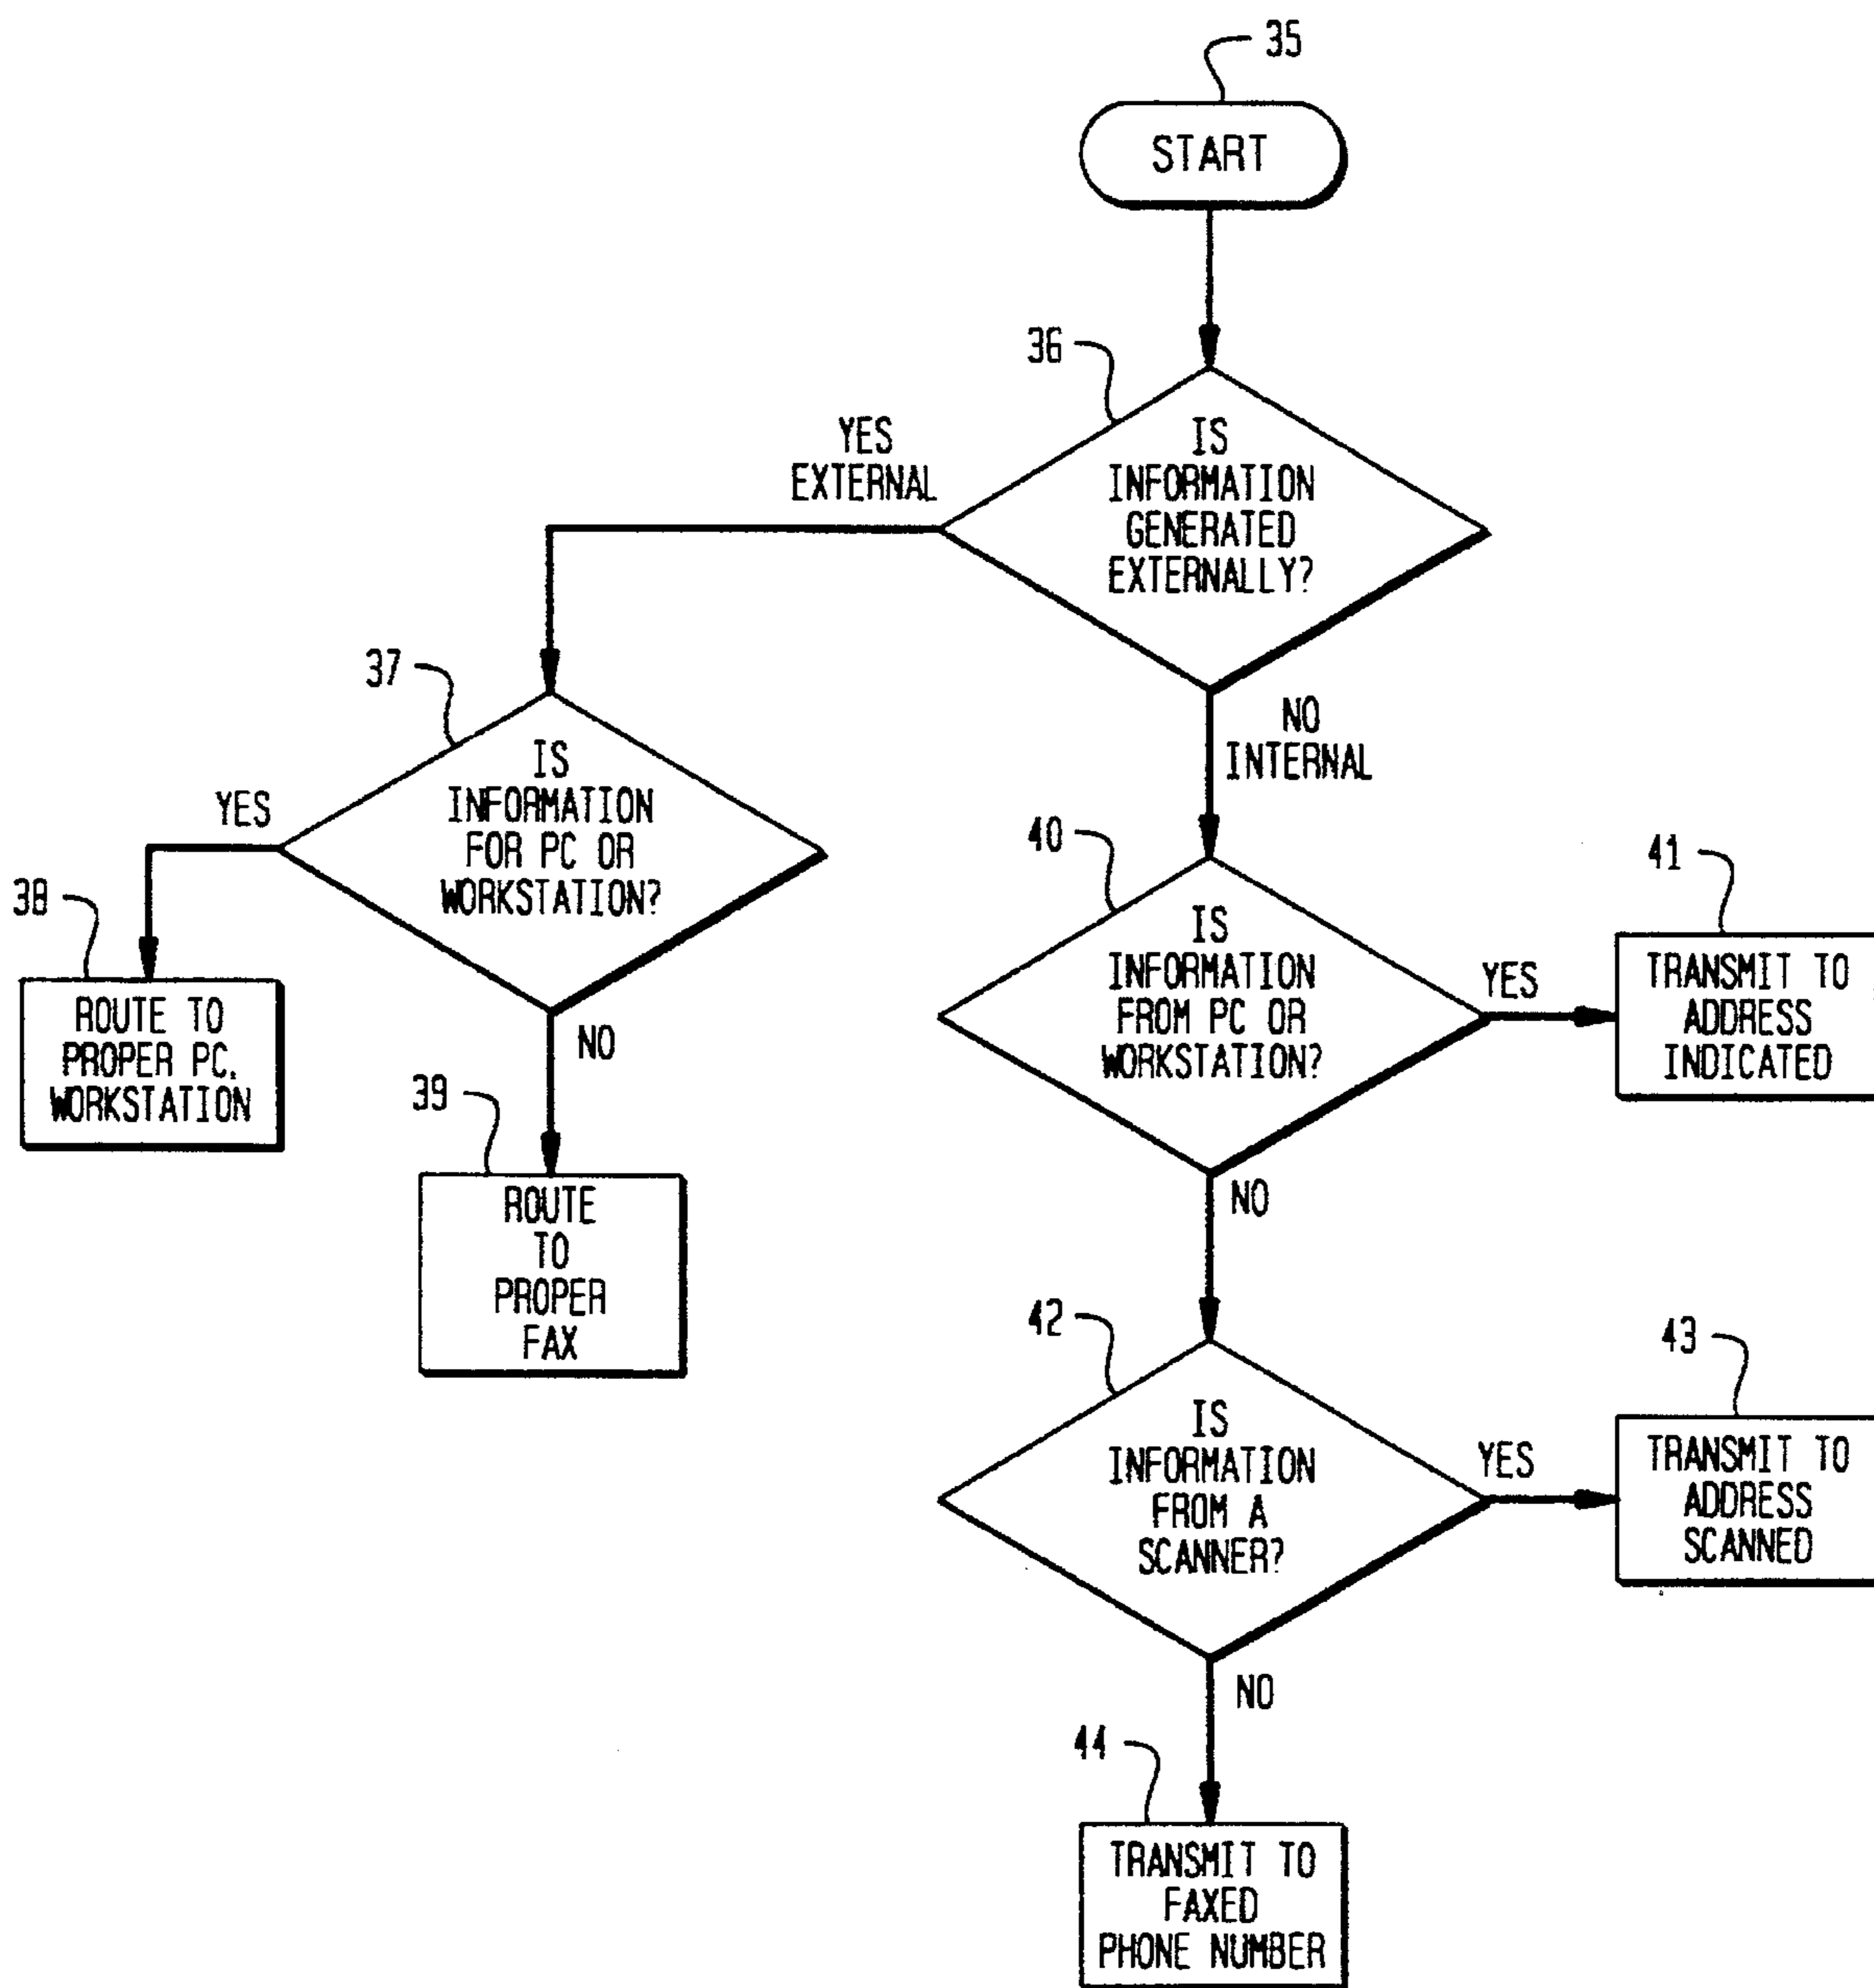 35
START
36
IS
INFORMATION
GENERATED
EXTERNALLY?
YES
EXTERNAL
NO
INTERNAL
37
IS
INFORMATION
FOR PC OR
WORKSTATION?
YES
38
ROUTE TO
PROPER PC.
WORKSTATION
NO
39
ROUTE
TO
PROPER
FAX
40
IS
INFORMATION
FROM PC OR
WORKSTATION?
YES
41
TRANSMIT TO
ADDRESS
INDICATED
NO
42
IS
INFORMATION
FROM A
SCANNER?
YES
43
TRANSMIT TO
ADDRESS
SCANNED
NO
44
TRANSMIT TO
FAXED
PHONE NUMBER